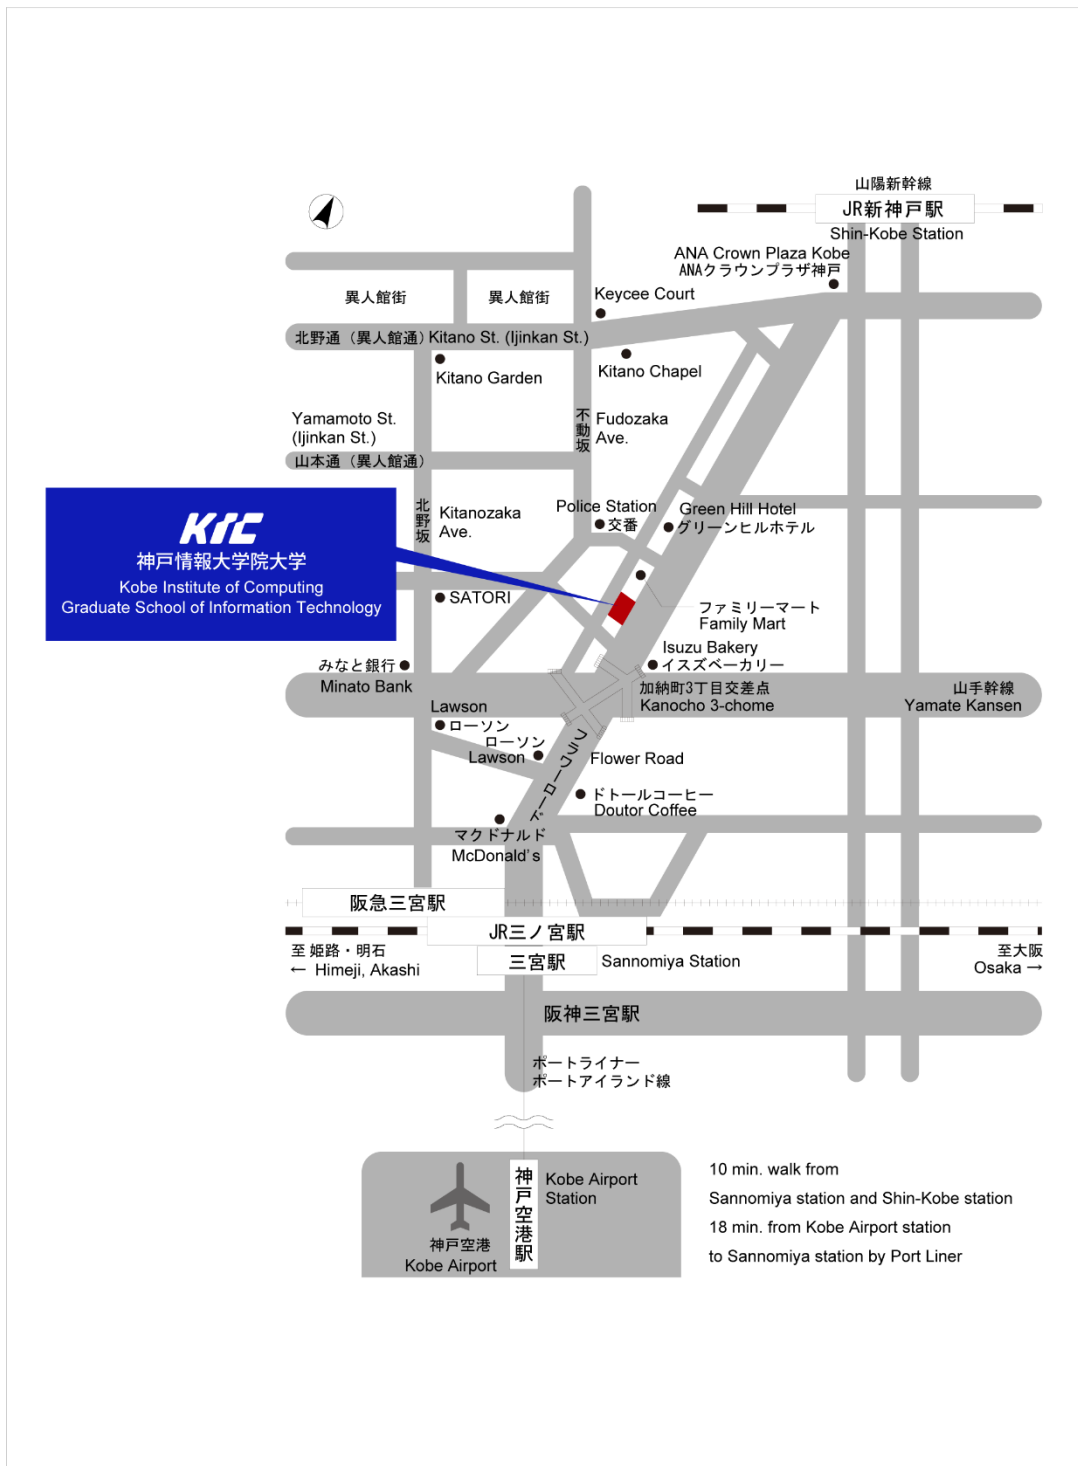 山陽新幹線
JR新神戸駅
Shin-Kobe Station
ANA Crown Plaza Kobe
ANAクラウンプラザ神戸
異人館街
異人館街
Keycee Court
北野通（異人館通）Kitano St. (Ijinkan St.)
Kitano Garden
Kitano Chapel
Yamamoto St.
(Ijinkan St.)
山本通（異人館通）
不動坂
Fudozaka
Ave.
北野坂
Kitanozaka
Ave.
Police Station
交番
Green Hill Hotel
グリーンヒルホテル
KIC
神戸情報大学院大学
Kobe Institute of Computing
Graduate School of Information Technology
SATORI
ファミリーマート
Family Mart
Isuzu Bakery
イスズベーカリー
みなと銀行
Minato Bank
加納町3丁目交差点
Kanocho 3-chome
山手幹線
Yamate Kansen
Lawson
ローソン
ローソン
Lawson
フラワーロード
Flower Road
ドトールコーヒー
Doutor Coffee
マクドナルド
McDonald's
阪急三宮駅
JR三ノ宮駅
三宮駅
Sannomiya Station
至 姫路・明石
← Himeji, Akashi
至大阪
Osaka →
阪神三宮駅
ポートライナー
ポートアイランド線
神戸空港駅
Kobe Airport
Station
神戸空港
Kobe Airport
10 min. walk from
Sannomiya station and Shin-Kobe station
18 min. from Kobe Airport station
to Sannomiya station by Port Liner